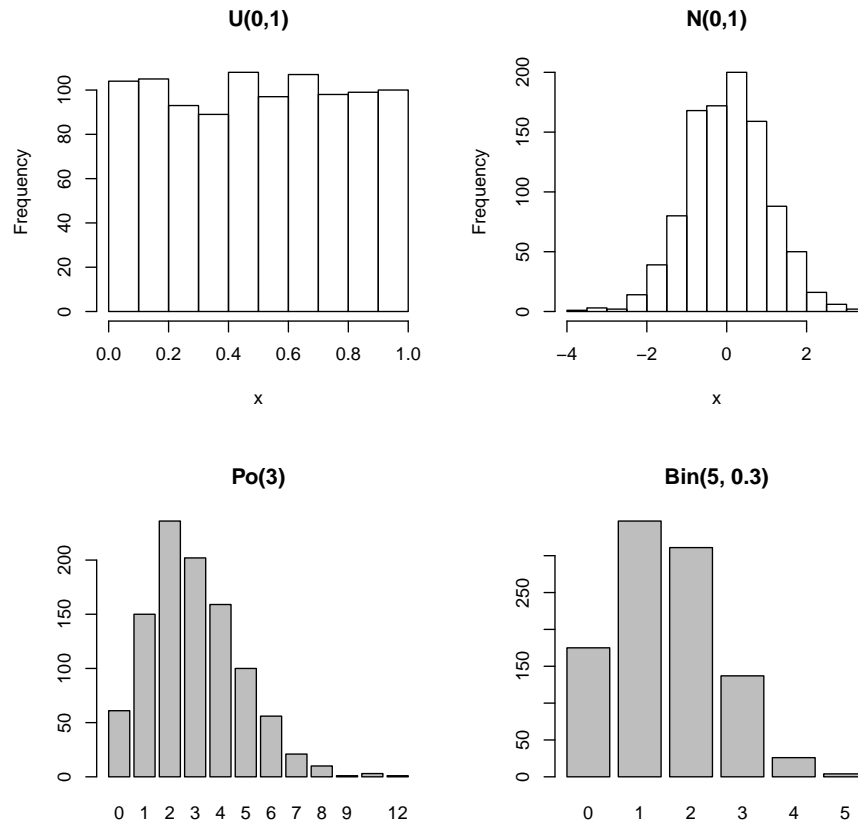 U(0,1)
Frequency
0 20 40 60 80 100
0.0 0.2 0.4 0.6 0.8 1.0
x
N(0,1)
Frequency
0 50 100 150 200
−4 −2 0 2
x
Po(3)
0 50 100 150 200
0 1 2 3 4 5 6 7 8 9 12
Bin(5, 0.3)
0 50 150 250
0 1 2 3 4 5